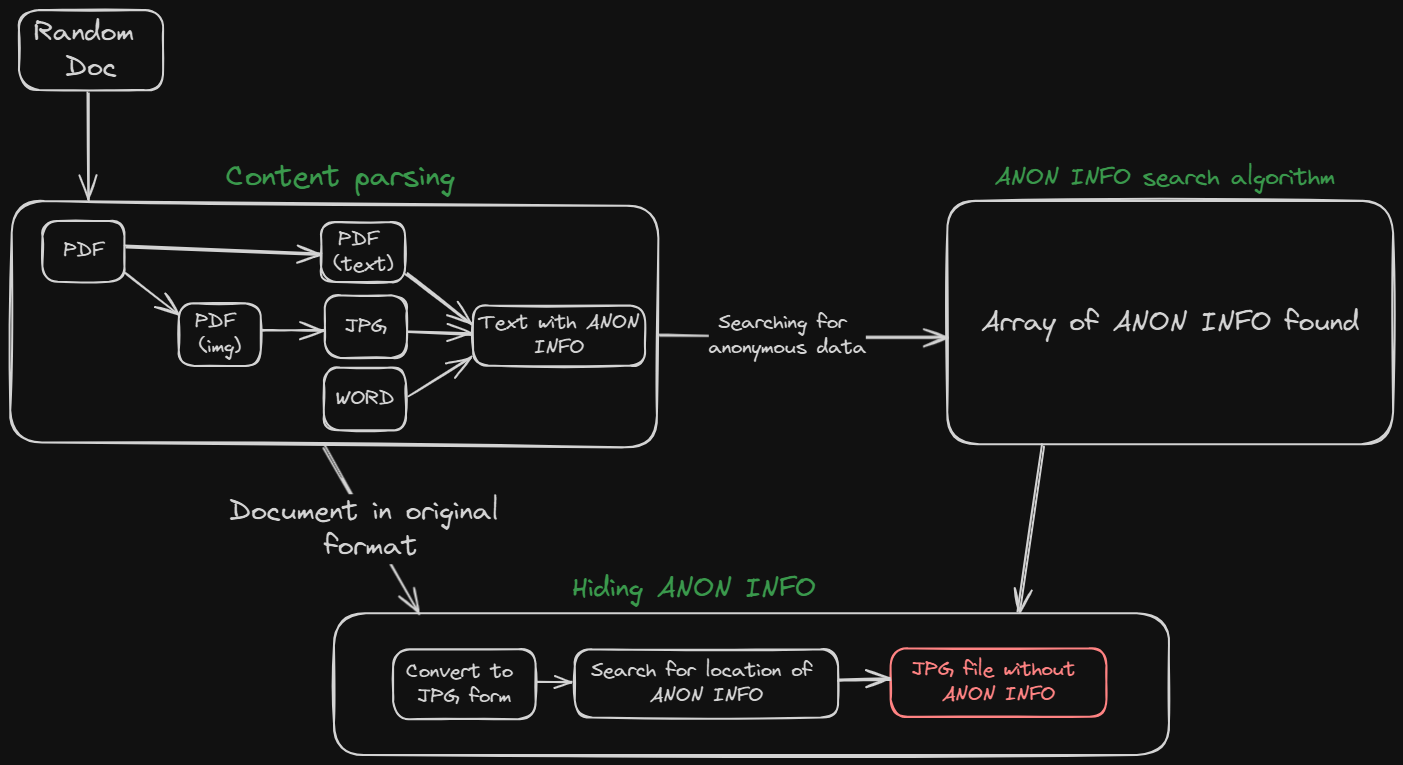 Random
Doc
Content parsing
ANON INFO search algorithm
PDF
PDF
(text)
PDF
(img)
JPG
WORD
Text with ANON
INFO
Searching for
anonymous data
Array of ANON INFO found
Document in original
format
Hiding ANON INFO
Convert to
JPG form
Search for location of
ANON INFO
JPG file without
ANON INFO